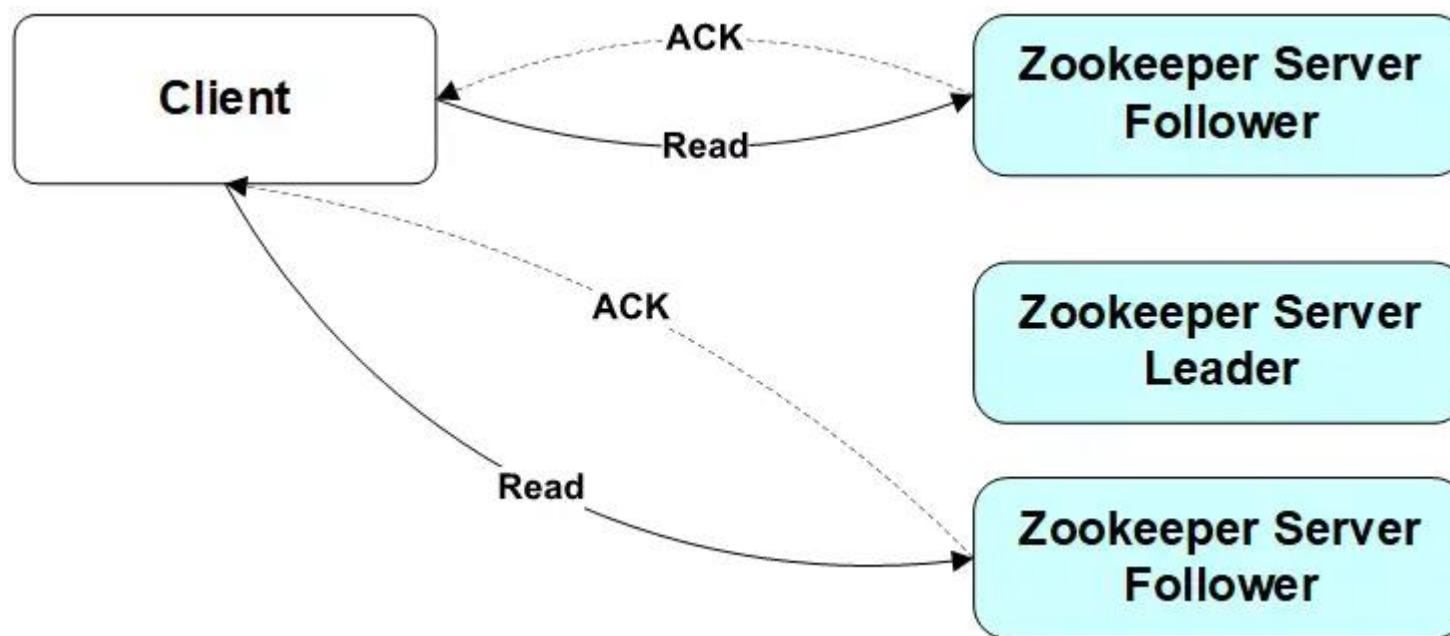 ACK
Zookeeper Server
Follower
Client
Read
Zookeeper Server
Leader
ACK
Read
Zookeeper Server
Follower